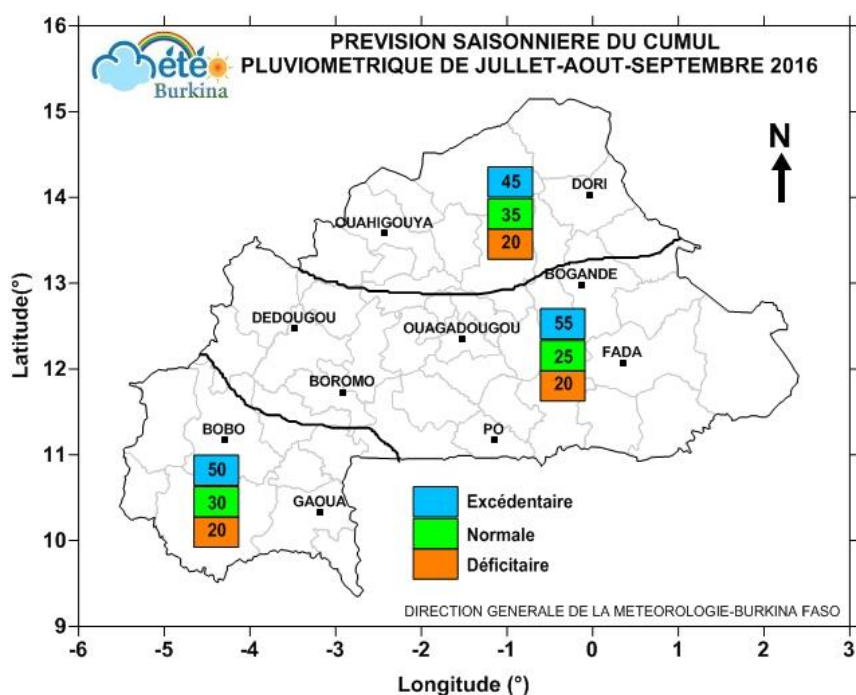 PREVISION SAISONNIERE DU CUMUL
PLUVIOMETRIQUE DE JULLET-AOUT-SEPTEMBRE 2016
Météo
Burkina
N
16
15
14
13
12
11
10
9
Latitude(°)
45
35
20
DORI
OUAHIGOUYA
BOGANDE
DEDOUGOU
OUAGADOUGOU
55
25
20
FADA
BOROMO
BOBO
PO
50
30
20
GAOUA
Excédentaire
Normale
Déficitaire
DIRECTION GENERALE DE LA METEOROLOGIE-BURKINA FASO
-6 -5 -4 -3 -2 -1 0 1 2 3
Longitude (°)